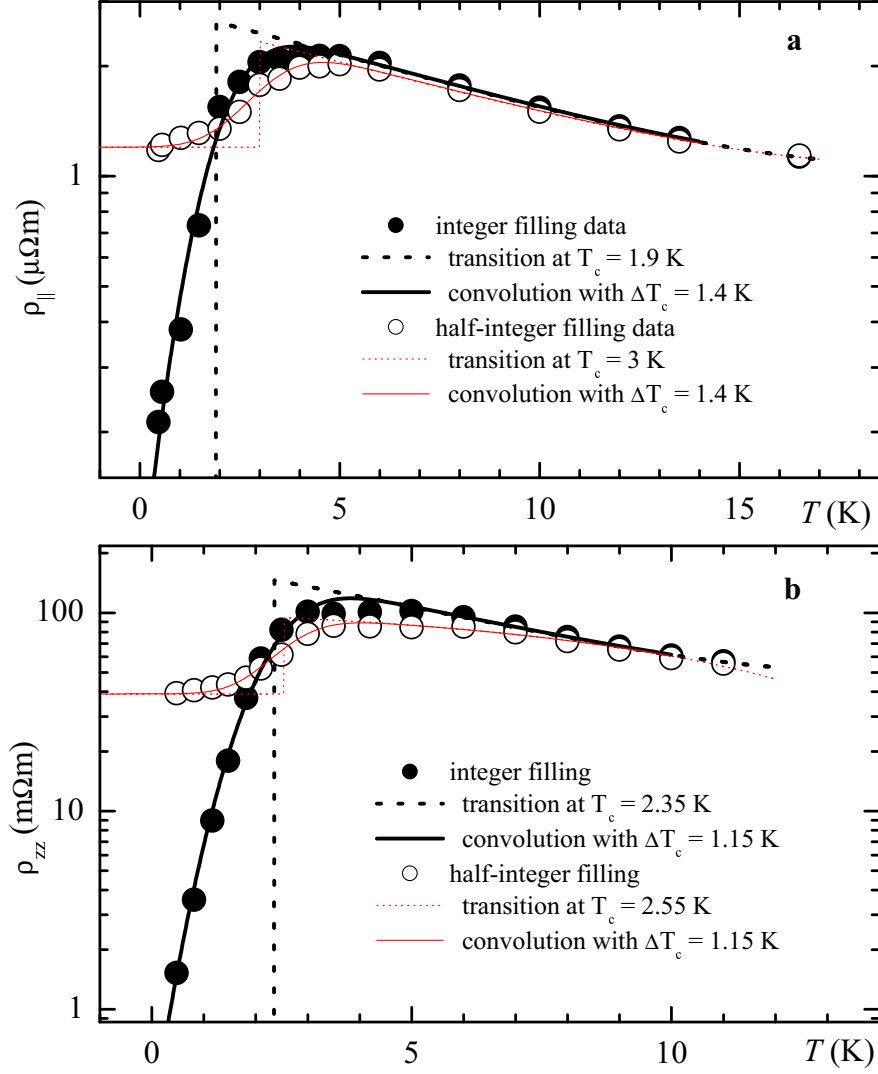 a
1
ρ|| (μΩm)
integer filling data
transition at Tc = 1.9 K
convolution with ΔTc = 1.4 K
half-integer filling data
transition at Tc = 3 K
convolution with ΔTc = 1.4 K
0 5 10 15 T (K)
b
100
10
1
ρzz (mΩm)
integer filling
transition at Tc = 2.35 K
convolution with ΔTc = 1.15 K
half-integer filling
transition at Tc = 2.55 K
convolution with ΔTc = 1.15 K
0 5 10 T (K)